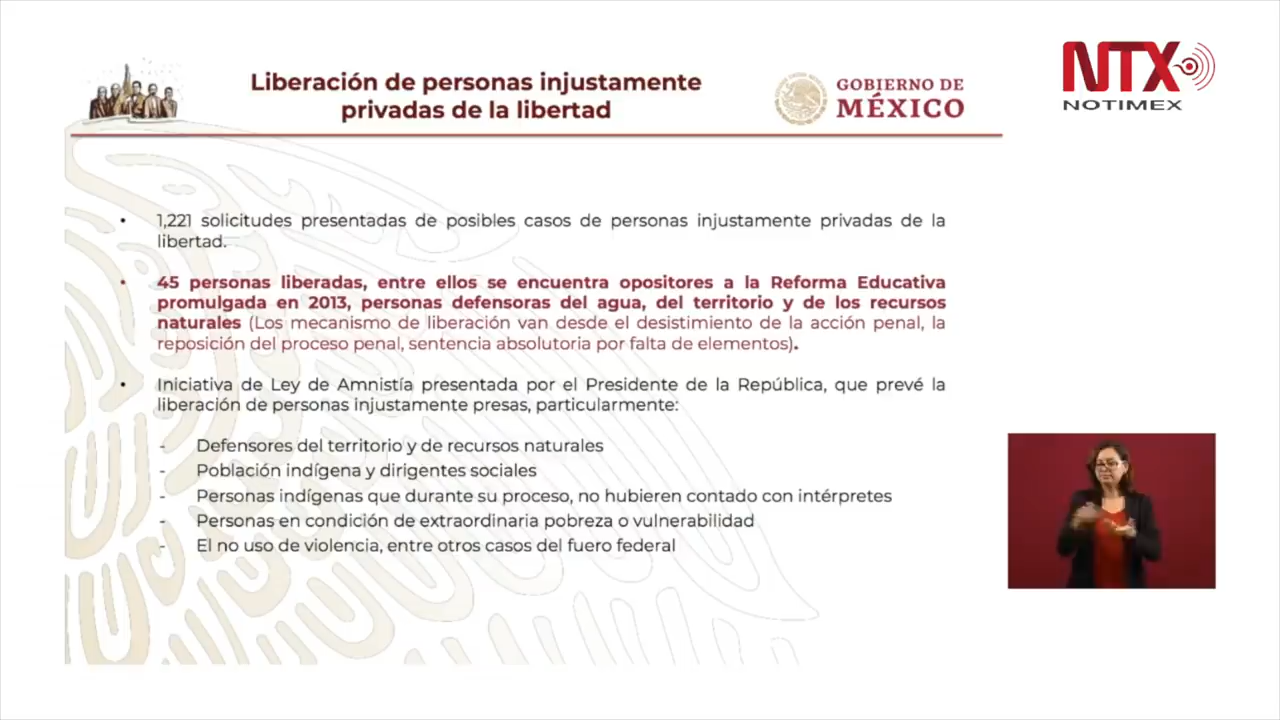 Liberación de personas injustamente
privadas de la libertad
GOBIERNO DE
MÉXICO
NTX
NOTIMEX
• 1,221 solicitudes presentadas de posibles casos de personas injustamente privadas de la
libertad.
• 45 personas liberadas, entre ellos se encuentra opositores a la Reforma Educativa
promulgada en 2013, personas defensoras del agua, del territorio y de los recursos
naturales (Los mecanismo de liberación van desde el desistimiento de la acción penal, la
reposición del proceso penal, sentencia absolutoria por falta de elementos).
• Iniciativa de Ley de Amnistía presentada por el Presidente de la República, que prevé la
liberación de personas injustamente presas, particularmente:
- Defensores del territorio y de recursos naturales
- Población indígena y dirigentes sociales
- Personas indígenas que durante su proceso, no hubieren contado con intérpretes
- Personas en condición de extraordinaria pobreza o vulnerabilidad
- El no uso de violencia, entre otros casos del fuero federal